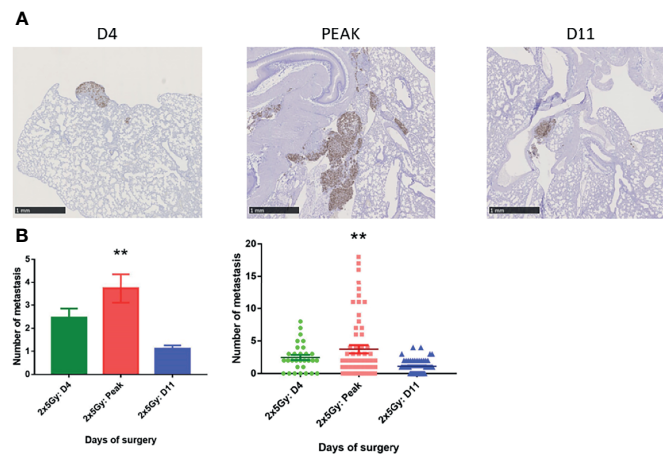 A
D4
PEAK
D11
1 mm
1 mm
1 mm
B
**
Number of metastasis
5
4
3
2
1
0
2x5Gy: D4
2x5Gy: Peak
2x5Gy: D11
Days of surgery
**
Number of metastasis
20
15
10
5
0
2x5Gy: D4
2x5Gy: Peak
2x5Gy: D11
Days of surgery